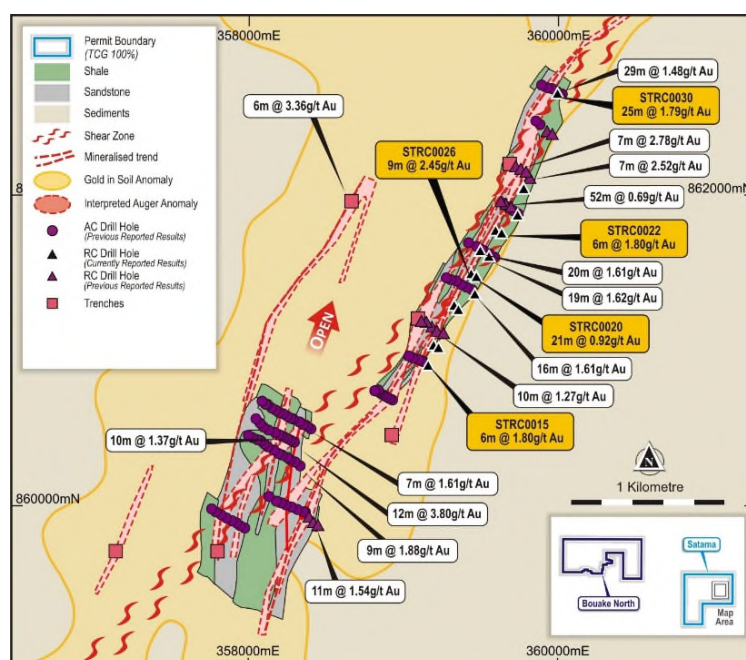 358000mE
360000mE
Permit Boundary
(TCG 100%)
Shale
Sandstone
Sediments
Shear Zone
Mineralised trend
Gold in Soil Anomaly
Interpreted Auger Anomaly
AC Drill Hole
(Previous Reported Results)
RC Drill Hole
(Currently Reported Results)
RC Drill Hole
(Previous Reported Results)
Trenches
29m @ 1.48g/t Au
STRC0030
25m @ 1.79g/t Au
6m @ 3.36g/t Au
STRC0026
9m @ 2.45g/t Au
7m @ 2.78g/t Au
7m @ 2.52g/t Au
8
862000mN
52m @ 0.69g/t Au
STRC0022
6m @ 1.80g/t Au
20m @ 1.61g/t Au
19m @ 1.62g/t Au
STRC0020
21m @ 0.92g/t Au
OPEN
16m @ 1.61g/t Au
10m @ 1.27g/t Au
STRC0015
6m @ 1.80g/t Au
10m @ 1.37g/t Au
N
7m @ 1.61g/t Au
1 Kilometre
860000mN
12m @ 3.80g/t Au
9m @ 1.88g/t Au
11m @ 1.54g/t Au
Satama
Bouake North
Map
Area
358000mE
360000mE